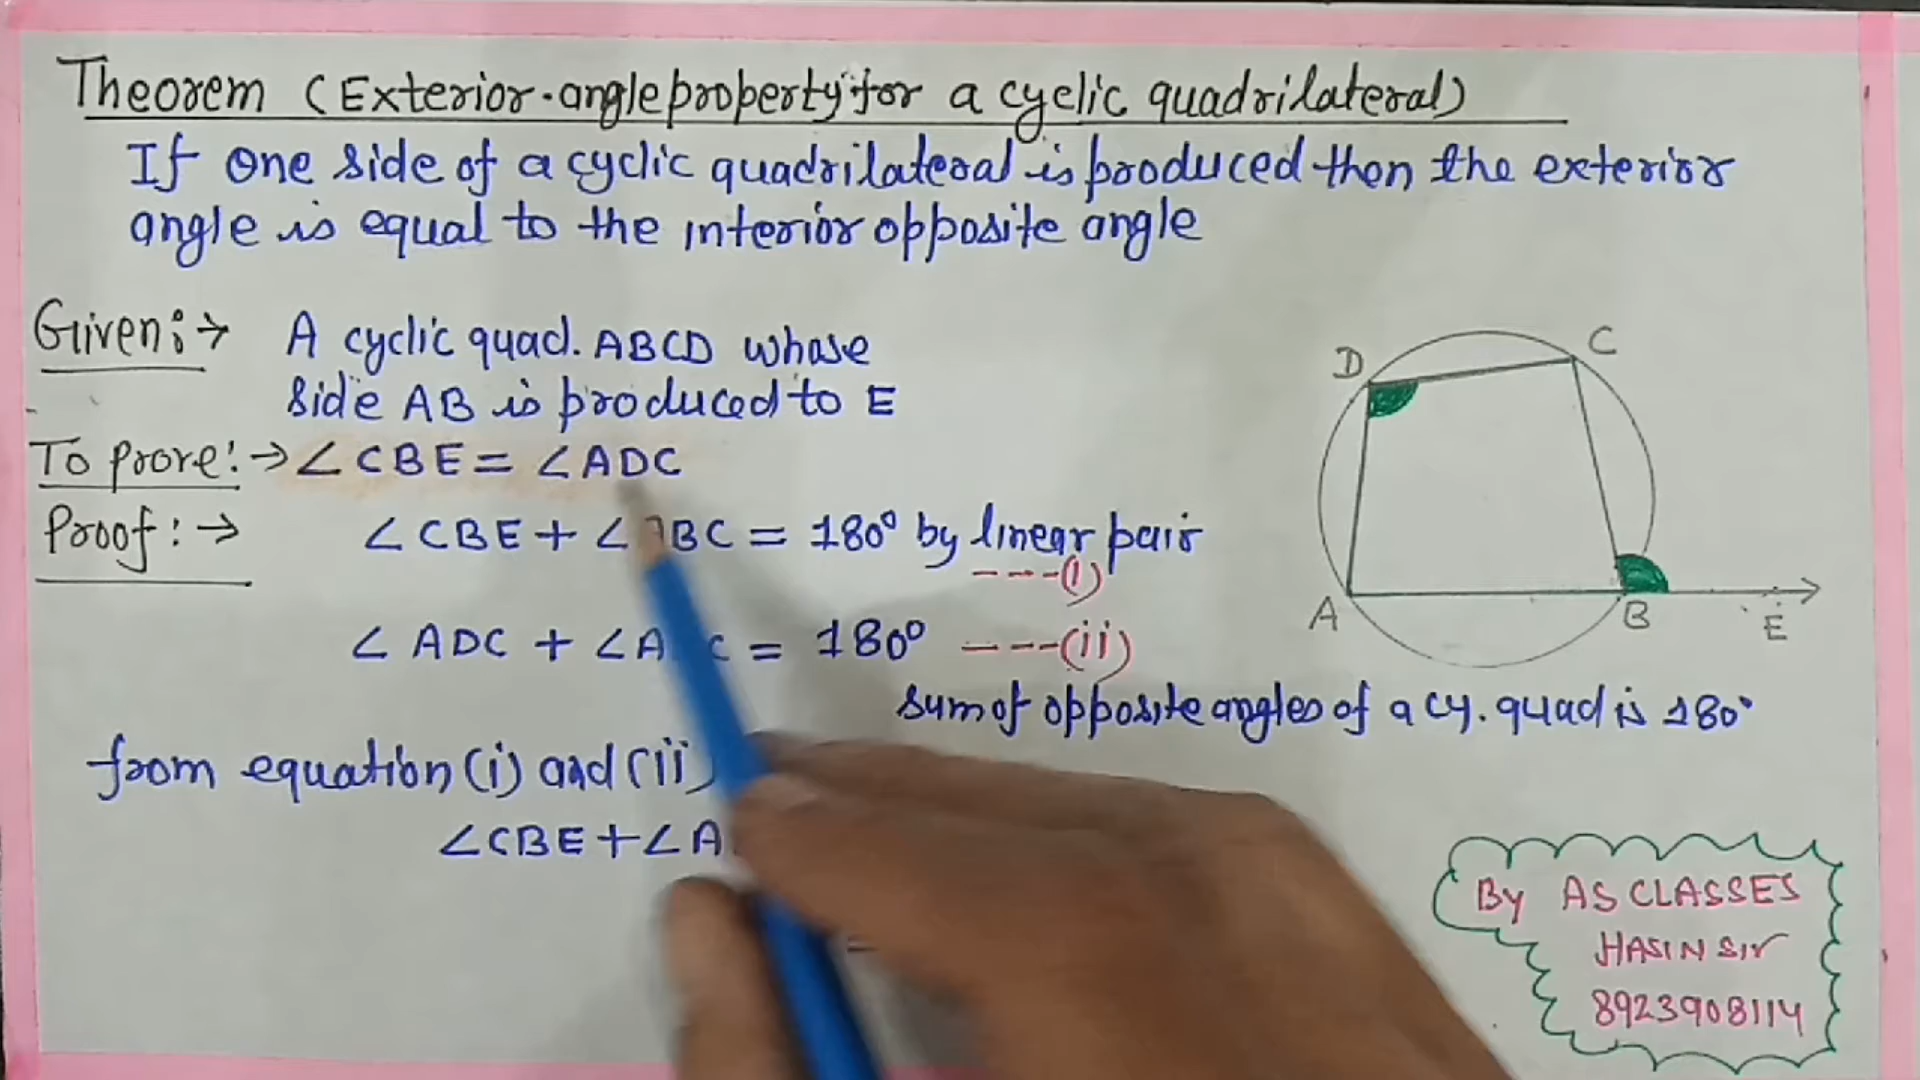 Theorem (Exterior-angle property for a cyclic quadrilateral)
If one side of a cyclic quadrilateral is produced then the exterior
angle is equal to the interior opposite angle
Given:→ A cyclic quad. ABCD whose
side AB is produced to E
To prove:→ ∠CBE = ∠ADC
Proof:→ ∠CBE + ∠ BC = 180° by linear pair
---(i)
∠ADC + ∠A C = 180° ---(ii)
sum of opposite angles of a cy. quad is 180°
from equation (i) and (ii)
∠CBE + ∠A
D
C
A
B
E
By AS CLASSES
HASIN Sir
8923908114